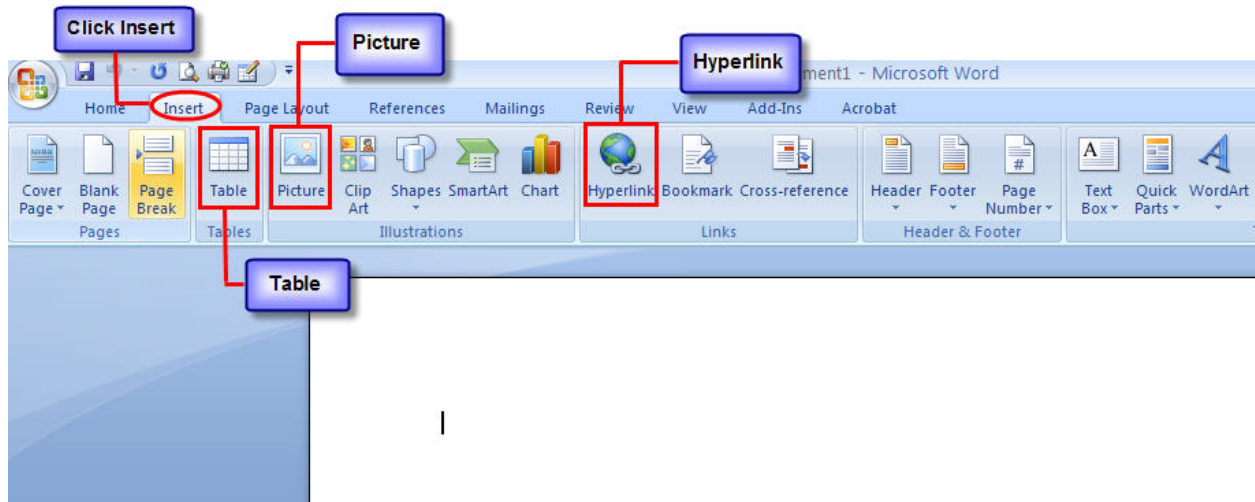 Click Insert
Picture
Hyperlink
ment1 - Microsoft Word
Home Insert Page Layout References Mailings Review View Add-Ins Acrobat
Cover Page Blank Page Page Break Table Picture Clip Art Shapes SmartArt Chart Hyperlink Bookmark Cross-reference Header Footer Page Number Text Box Quick Parts WordArt
Pages Tables Illustrations Links Header & Footer
Table